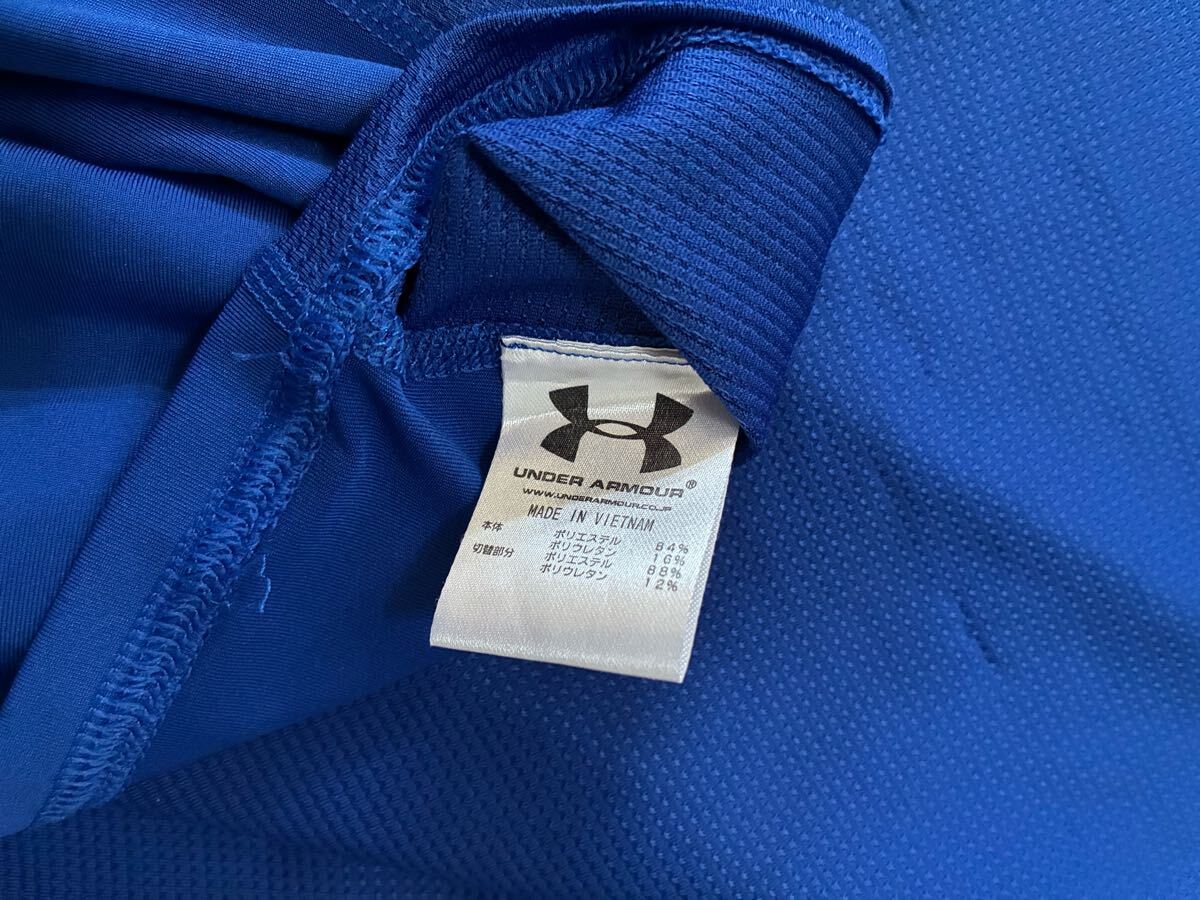 UNDER ARMOUR®
WWW.UNDERARMOUR.CO.JP
MADE IN VIETNAM
本体 ポリエステル 84%
ポリウレタン 16%
切替部分 ポリエステル 88%
ポリウレタン 12%